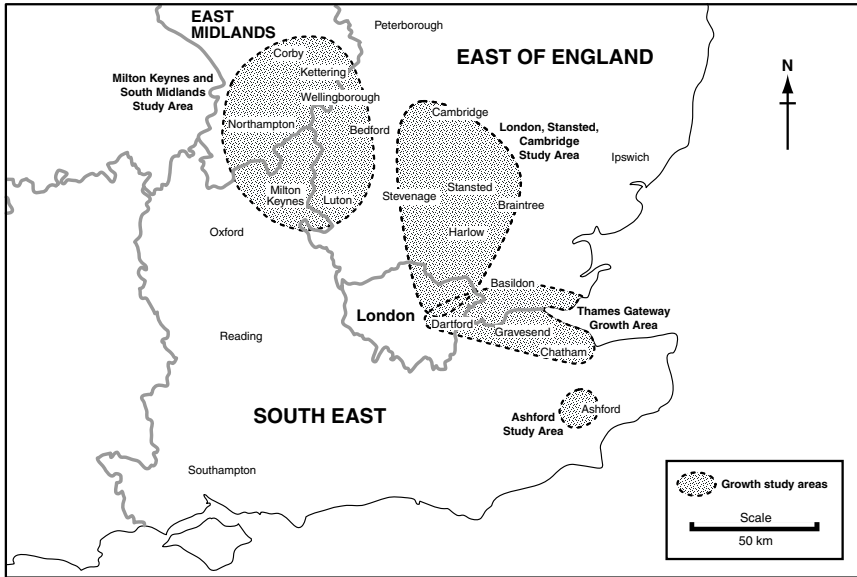 EAST
MIDLANDS
Peterborough
EAST OF ENGLAND
Corby
Kettering
Wellingborough
Milton Keynes and
South Midlands
Study Area
Northampton
Bedford
Milton
Keynes
Luton
Cambridge
London, Stansted,
Cambridge
Study Area
Stansted
Stevenage
Braintree
Harlow
Ipswich
N
Oxford
Basildon
London
Thames Gateway
Growth Area
Dartford
Gravesend
Chatham
Reading
SOUTH EAST
Ashford
Study Area
Ashford
Southampton
Growth study areas
Scale
50 km